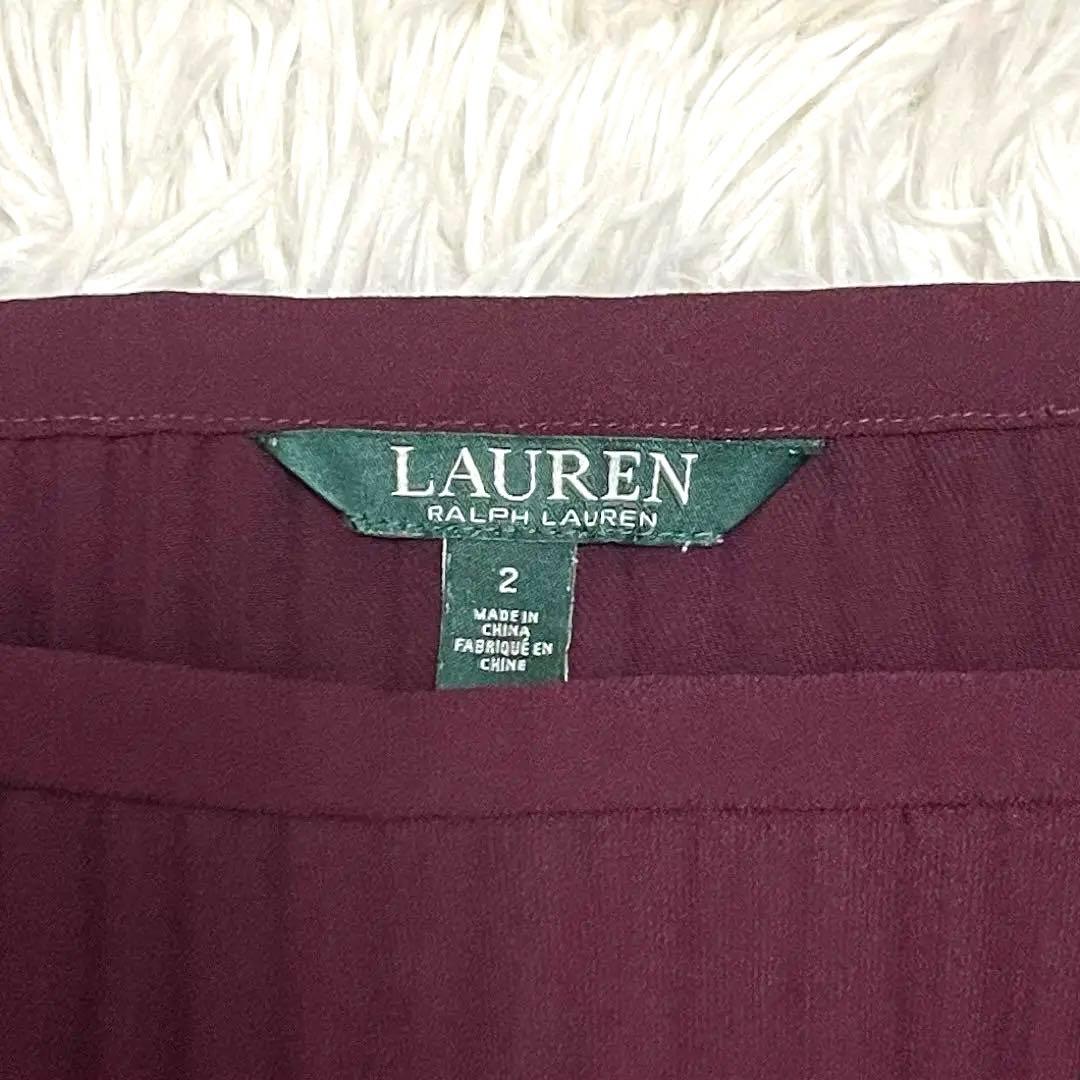 LAUREN
RALPH LAUREN
2
MADE IN
CHINA
FABRIQUÉ EN
CHINE